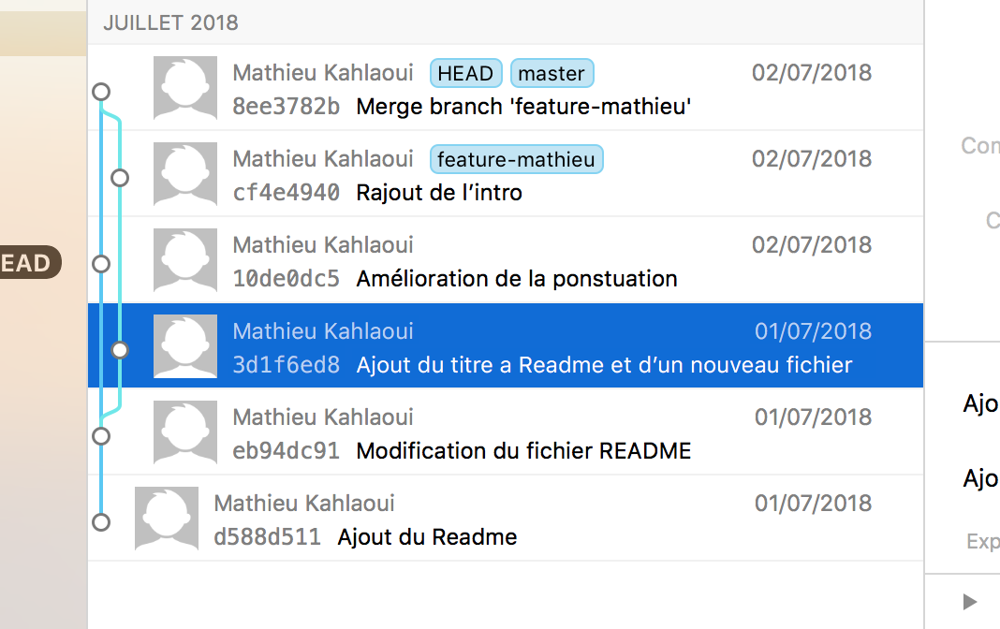 JUILLET 2018
Mathieu Kahlaoui HEAD master 02/07/2018
8ee3782b Merge branch 'feature-mathieu'
Mathieu Kahlaoui feature-mathieu 02/07/2018
cf4e4940 Rajout de l’intro
Mathieu Kahlaoui 02/07/2018
10de0dc5 Amélioration de la ponstuation
EAD
Mathieu Kahlaoui 01/07/2018
3d1f6ed8 Ajout du titre a Readme et d’un nouveau fichier
Mathieu Kahlaoui 01/07/2018
eb94dc91 Modification du fichier README
Mathieu Kahlaoui 01/07/2018
d588d511 Ajout du Readme
Com
C
Ajo
Ajo
Exp